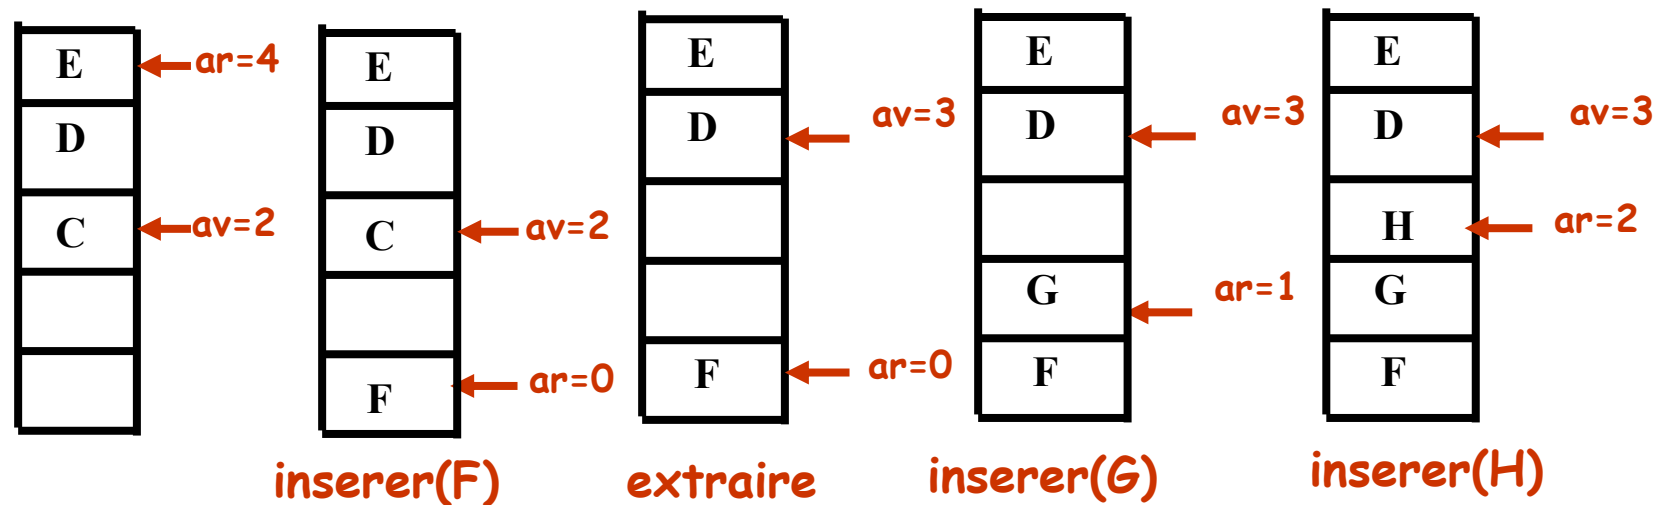 E
ar=4
D
C
av=2
E
D
C
av=2
F
ar=0
inserer(F)
E
D
av=3
F
ar=0
extraire
E
D
av=3
G
ar=1
F
inserer(G)
E
D
av=3
H
ar=2
G
F
inserer(H)